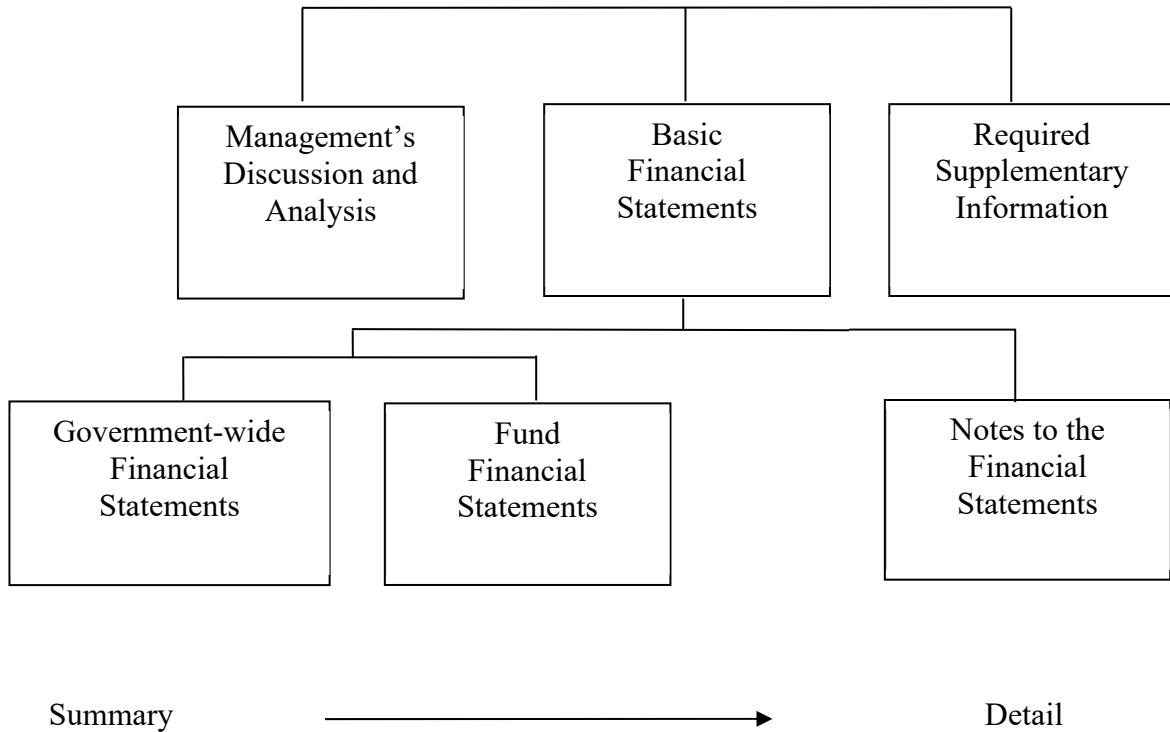 Management’s
Discussion and
Analysis
Basic
Financial
Statements
Required
Supplementary
Information
Government-wide
Financial
Statements
Fund
Financial
Statements
Notes to the
Financial
Statements
Summary
Detail